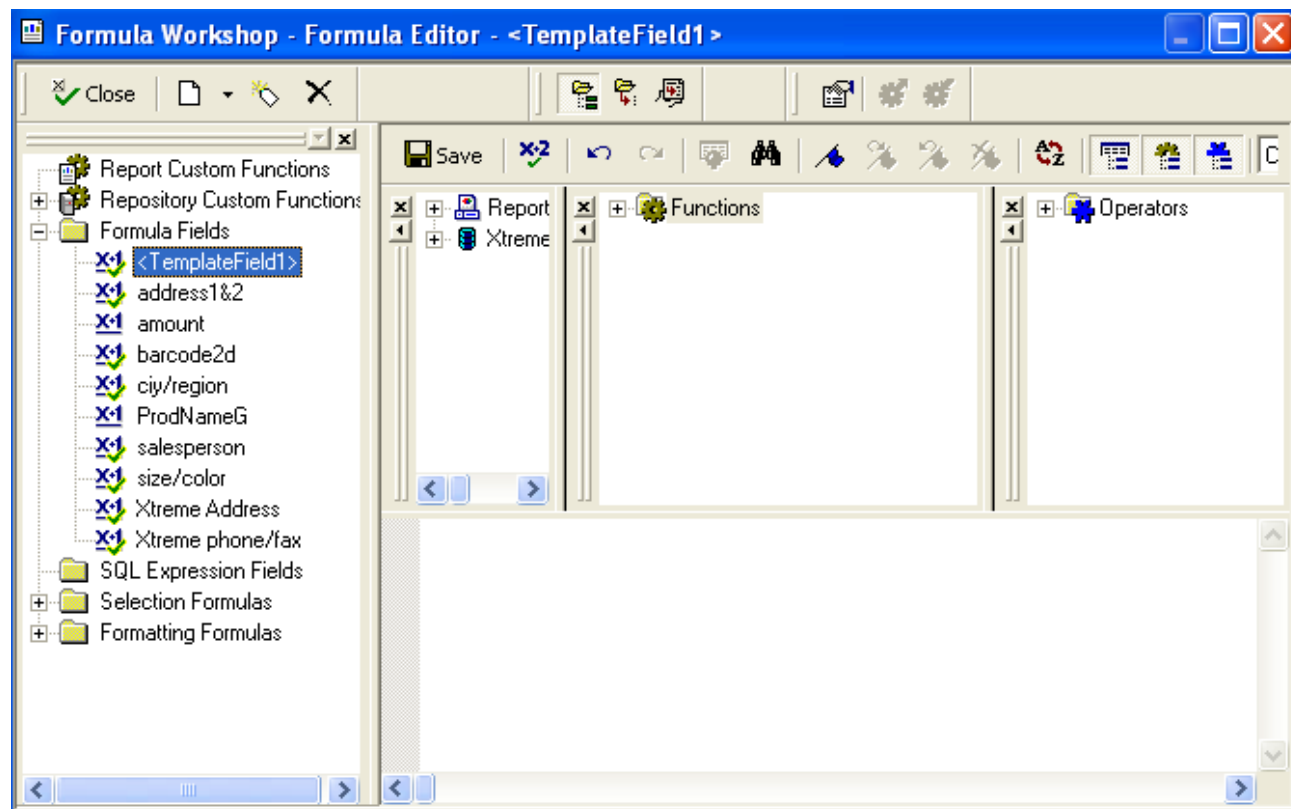 Formula Workshop - Formula Editor - <TemplateField1>
Close
Save
Report Custom Functions
Repository Custom Functions
Formula Fields
<TemplateField1>
address1&2
amount
barcode2d
ciy/region
ProdNameG
salesperson
size/color
Xtreme Address
Xtreme phone/fax
SQL Expression Fields
Selection Formulas
Formatting Formulas
Report
Xtreme
Functions
Operators